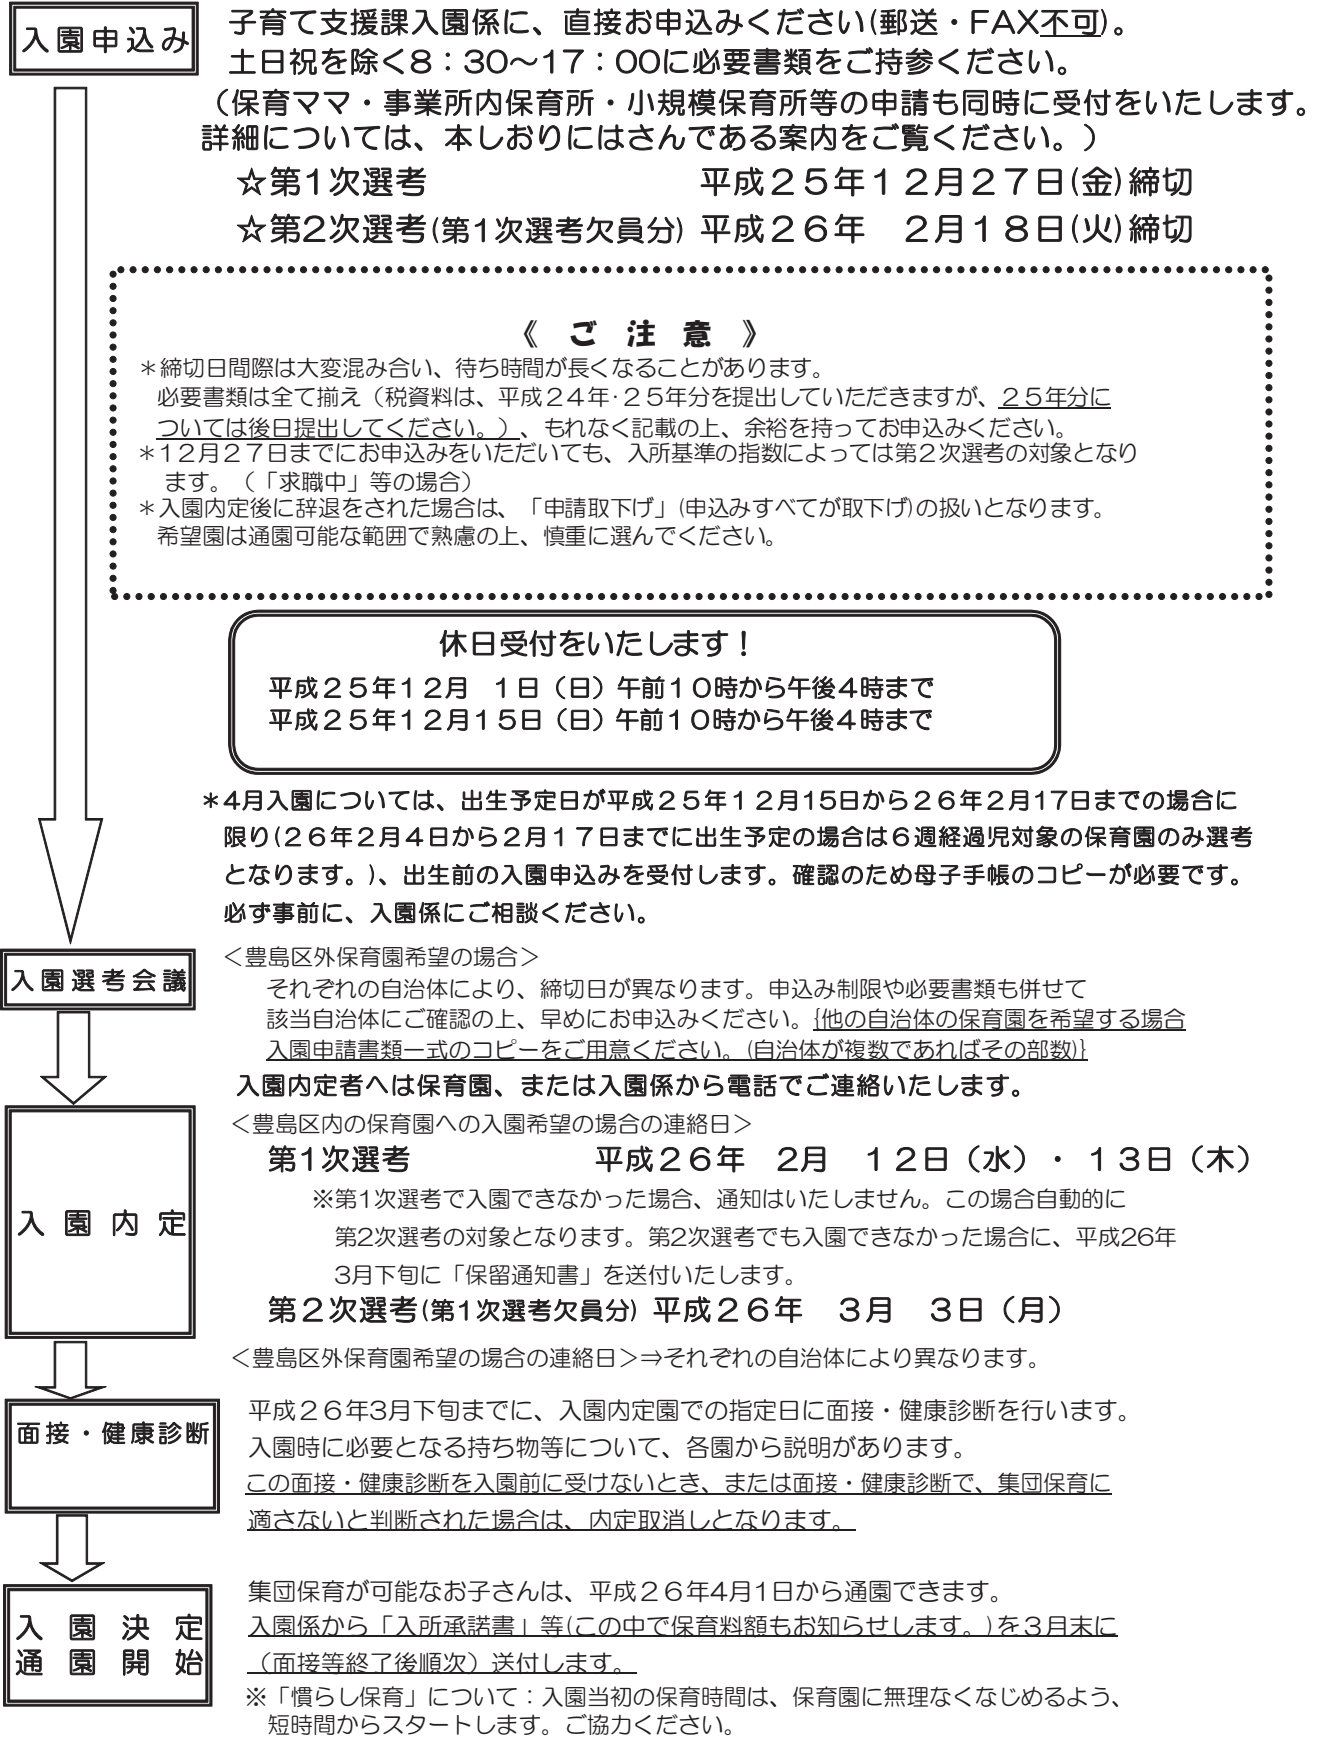 入園申込み
子育て支援課入園係に、直接お申込みください(郵送・FAX不可)。
土日祝を除く8：30～17：00に必要書類をご持参ください。
（保育ママ・事業所内保育所・小規模保育所等の申請も同時に受付をいたします。
詳細については、本しおりにはさんである案内をご覧ください。）
☆第1次選考　平成２５年１２月２７日(金)締切
☆第2次選考(第1次選考欠員分) 平成２６年　２月１８日(火)締切
《 ご 注 意 》
＊締切日間際は大変混み合い、待ち時間が長くなることがあります。
必要書類は全て揃え（税資料は、平成２４年･２５年分を提出していただきますが、２５年分に
ついては後日提出してください。）、もれなく記載の上、余裕を持ってお申込みください。
＊１２月２７日までにお申込みをいただいても、入所基準の指数によっては第２次選考の対象となり
ます。（「求職中」等の場合）
＊入園内定後に辞退をされた場合は、「申請取下げ」(申込みすべてが取下げ)の扱いとなります。
希望園は通園可能な範囲で熟慮の上、慎重に選んでください。
休日受付をいたします！
平成２５年１２月　１日（日）午前１０時から午後４時まで
平成２５年１２月１５日（日）午前１０時から午後４時まで
＊4月入園については、出生予定日が平成２５年１２月15日から２６年２月17日までの場合に
限り(２６年２月４日から２月１７日までに出生予定の場合は６週経過児対象の保育園のみ選考
となります。)、出生前の入園申込みを受付します。確認のため母子手帳のコピーが必要です。
必ず事前に、入園係にご相談ください。
入園選考会議
＜豊島区外保育園希望の場合＞
それぞれの自治体により、締切日が異なります。申込み制限や必要書類も併せて
該当自治体にご確認の上、早めにお申込みください。{他の自治体の保育園を希望する場合
入園申請書類一式のコピーをご用意ください。(自治体が複数であればその部数)}
入園内定者へは保育園、または入園係から電話でご連絡いたします。
入園内定
＜豊島区内の保育園への入園希望の場合の連絡日＞
第1次選考　平成２６年　２月　１２日（水）・１３日（木）
※第1次選考で入園できなかった場合、通知はいたしません。この場合自動的に
第2次選考の対象となります。第2次選考でも入園できなかった場合に、平成26年
3月下旬に「保留通知書」を送付いたします。
第２次選考(第１次選考欠員分) 平成２６年　３月　３日（月）
＜豊島区外保育園希望の場合の連絡日＞⇒それぞれの自治体により異なります。
面接・健康診断
平成２６年3月下旬までに、入園内定園での指定日に面接・健康診断を行います。
入園時に必要となる持ち物等について、各園から説明があります。
この面接・健康診断を入園前に受けないとき、または面接・健康診断で、集団保育に
適さないと判断された場合は、内定取消しとなります。
入園決定
通園開始
集団保育が可能なお子さんは、平成２６年4月1日から通園できます。
入園係から「入所承諾書」等(この中で保育料額もお知らせします。)を３月末に
（面接等終了後順次）送付します。
※「慣らし保育」について：入園当初の保育時間は、保育園に無理なくなじめるよう、
短時間からスタートします。ご協力ください。